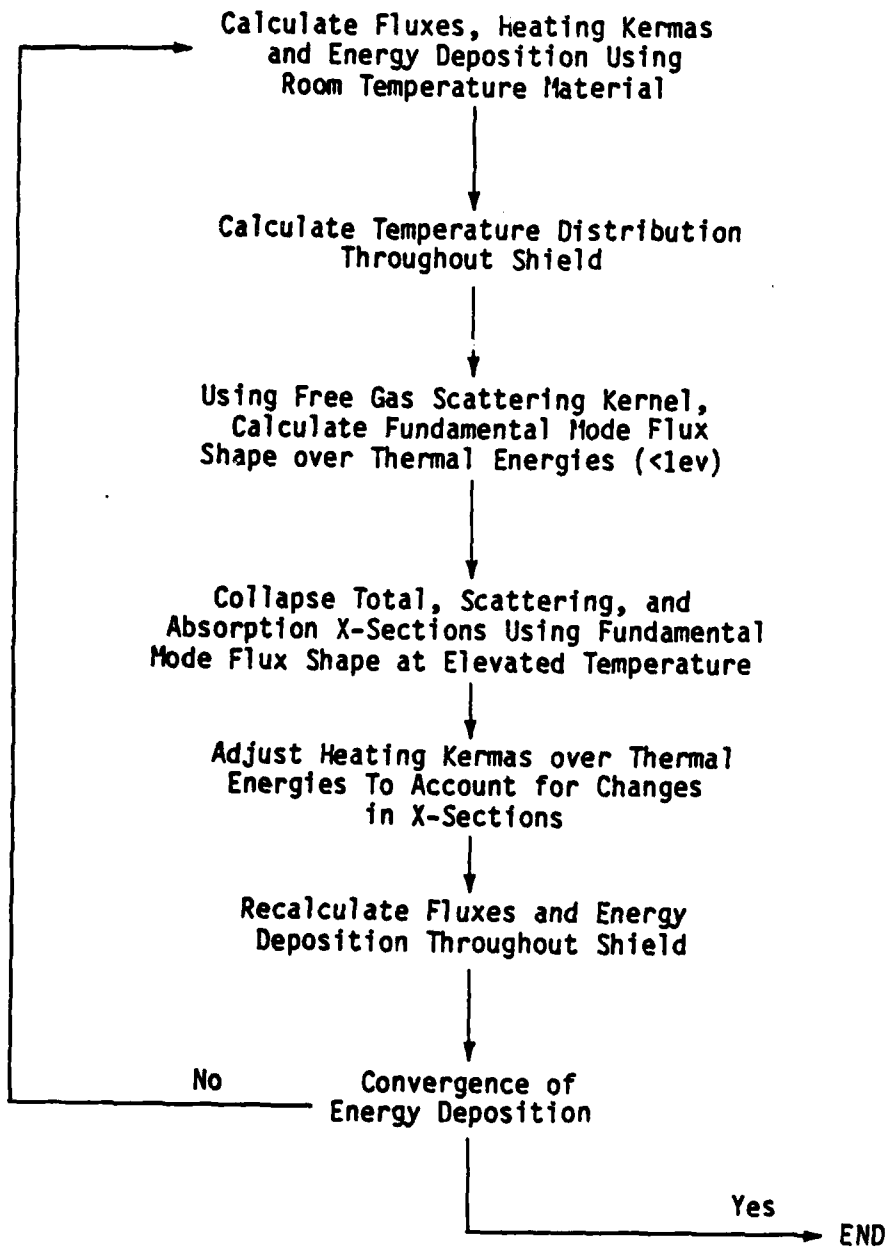 Calculate Fluxes, Heating Kermas
and Energy Deposition Using
Room Temperature Material
Calculate Temperature Distribution
Throughout Shield
Using Free Gas Scattering Kernel,
Calculate Fundamental Mode Flux
Shape over Thermal Energies (<1ev)
Collapse Total, Scattering, and
Absorption X-Sections Using Fundamental
Mode Flux Shape at Elevated Temperature
Adjust Heating Kermas over Thermal
Energies To Account for Changes
in X-Sections
Recalculate Fluxes and Energy
Deposition Throughout Shield
No
Convergence of
Energy Deposition
Yes
END